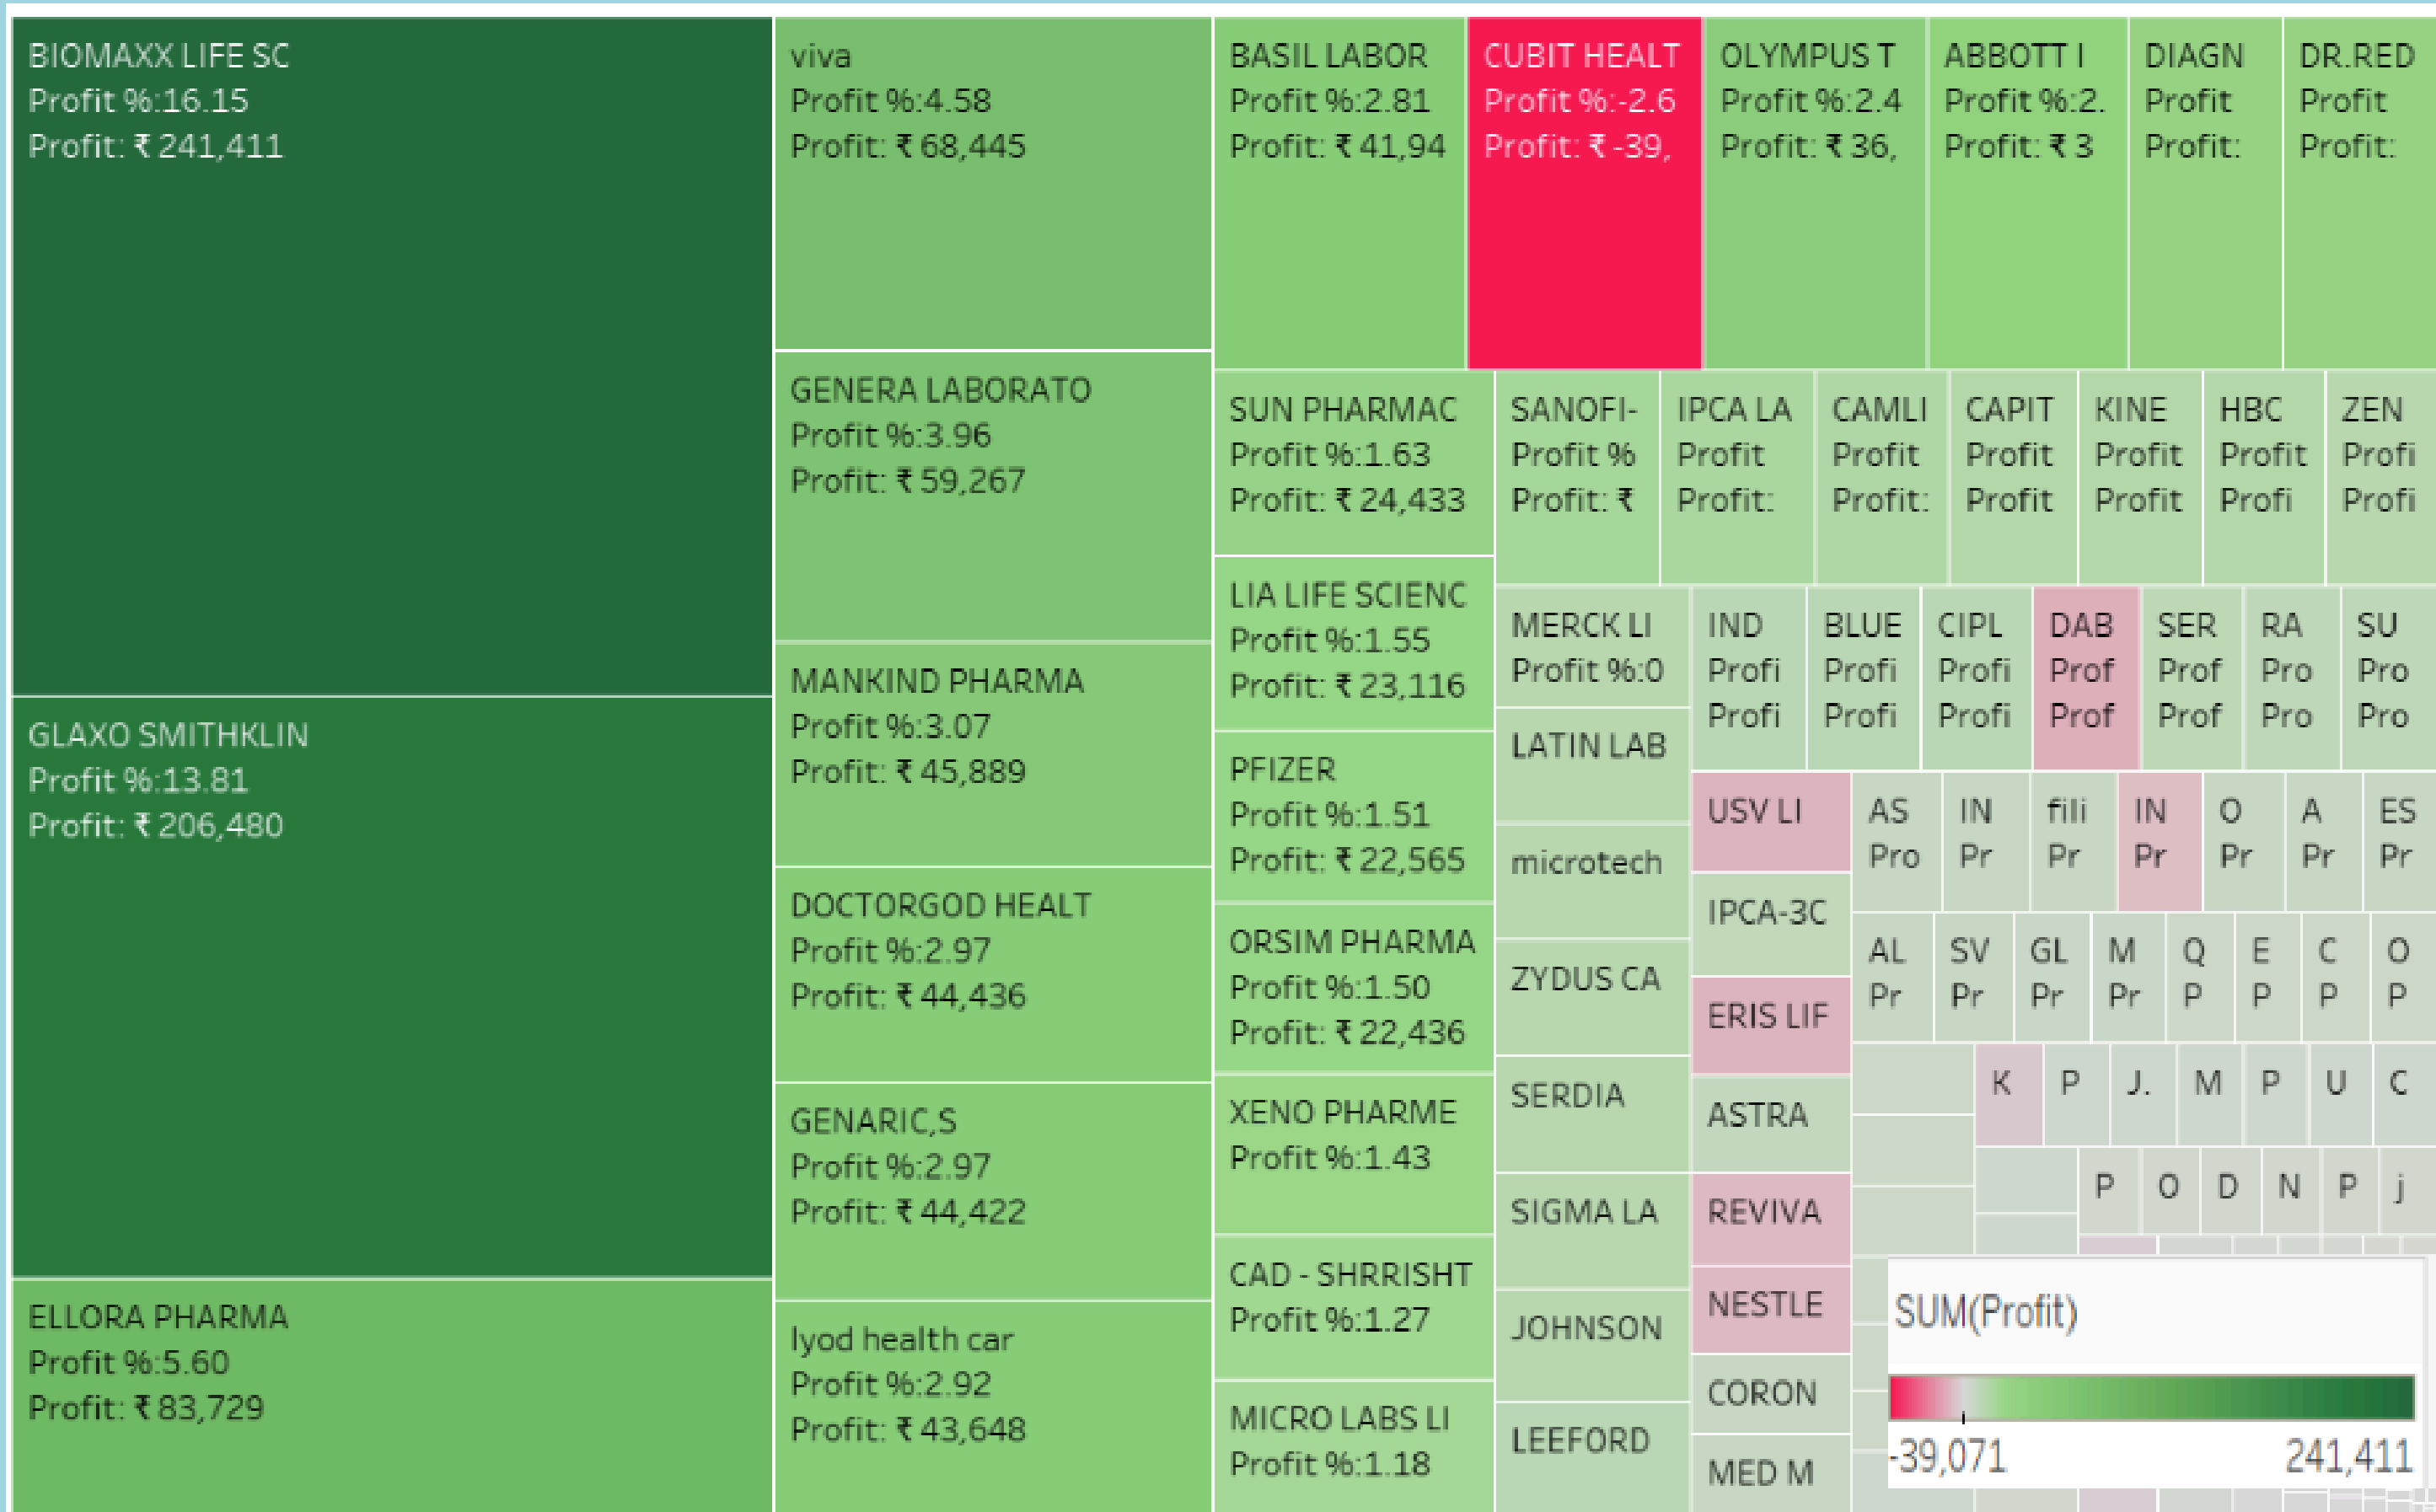 BIOMAXX LIFE SC
Profit %:16.15
Profit: ₹ 241,411
GLAXO SMITHKLIN
Profit %:13.81
Profit: ₹ 206,480
ELLORA PHARMA
Profit %:5.60
Profit: ₹ 83,729
viva
Profit %:4.58
Profit: ₹ 68,445
GENERA LABORATO
Profit %:3.96
Profit: ₹ 59,267
MANKIND PHARMA
Profit %:3.07
Profit: ₹ 45,889
DOCTORGOD HEALT
Profit %:2.97
Profit: ₹ 44,436
GENARIC,S
Profit %:2.97
Profit: ₹ 44,422
lyod health car
Profit %:2.92
Profit: ₹ 43,648
BASIL LABOR
Profit %:2.81
Profit: ₹ 41,94
CUBIT HEALT
Profit %:-2.6
Profit: ₹ -39,
OLYMPUS T
Profit %:2.4
Profit: ₹ 36,
ABBOTT I
Profit %:2.
Profit: ₹ 3
DIAGN
Profit
Profit:
DR.RED
Profit
Profit:
SUN PHARMAC
Profit %:1.63
Profit: ₹ 24,433
LIA LIFE SCIENC
Profit %:1.55
Profit: ₹ 23,116
PFIZER
Profit %:1.51
Profit: ₹ 22,565
ORSIM PHARMA
Profit %:1.50
Profit: ₹ 22,436
XENO PHARME
Profit %:1.43
CAD - SHRRISHT
Profit %:1.27
MICRO LABS LI
Profit %:1.18
SANOFI-
Profit %
Profit: ₹
IPCA LA
Profit
Profit:
CAMLI
Profit
Profit:
CAPIT
Profit
Profit
KINE
Profit
Profit
HBC
Profit
Profi
ZEN
Profi
Profi
MERCK LI
Profit %:0
LATIN LAB
microtech
ZYDUS CA
SERDIA
SIGMA LA
JOHNSON
LEEFORD
IND
Profi
Profi
BLUE
Profi
Profi
CIPL
Profi
Profi
DAB
Prof
Prof
SER
Prof
Prof
RA
Pro
Pro
SU
Pro
Pro
USV LI
IPCA-3C
ERIS LIF
ASTRA
REVIVA
NESTLE
CORON
MED M
AS
Pro
IN
Pr
fili
Pr
IN
Pr
O
Pr
A
Pr
ES
Pr
AL
Pr
SV
Pr
GL
Pr
M
Pr
Q
P
E
P
C
P
O
P
K
P
J.
M
P
U
C
P
O
D
N
P
j
SUM(Profit)
-39,071
241,411